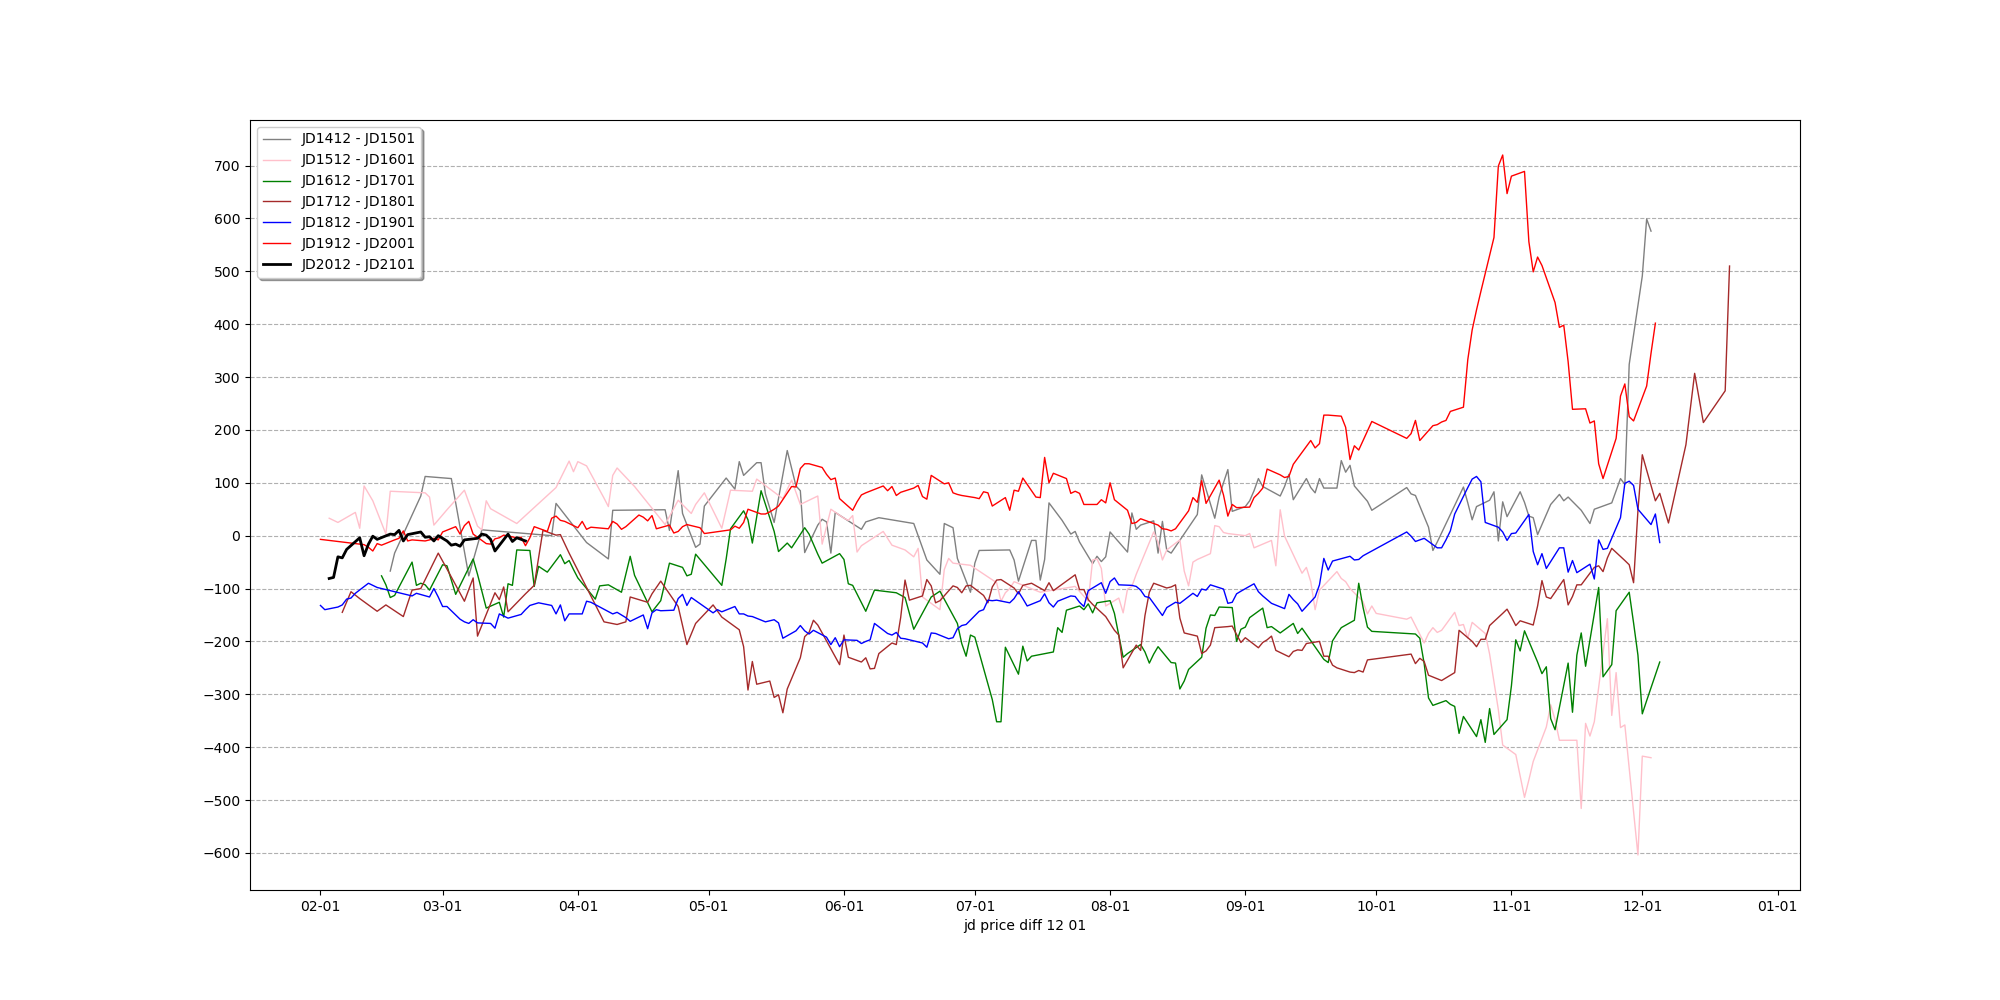 JD1412 - JD1501
JD1512 - JD1601
JD1612 - JD1701
JD1712 - JD1801
JD1812 - JD1901
JD1912 - JD2001
JD2012 - JD2101
700
600
500
400
300
200
100
0
−100
−200
−300
−400
−500
−600
02-01 03-01 04-01 05-01 06-01 07-01 08-01 09-01 10-01 11-01 12-01 01-01
jd price diff 12 01